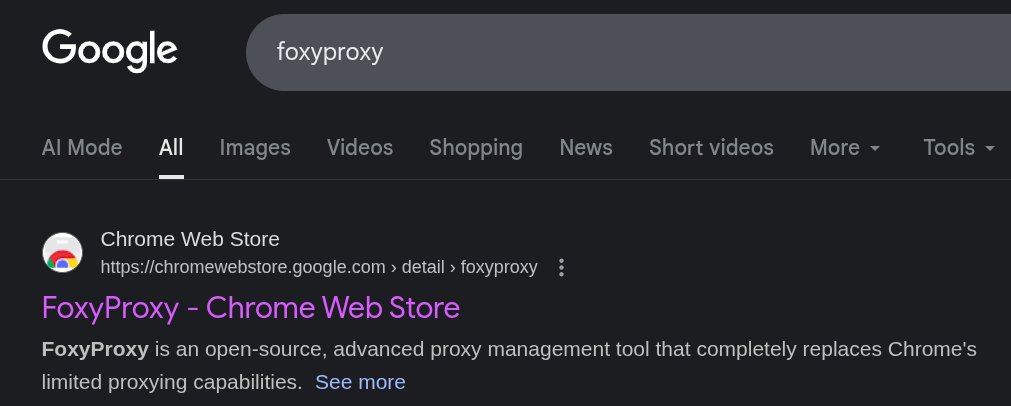 Google
foxyproxy
AI Mode All Images Videos Shopping News Short videos More Tools
Chrome Web Store
https://chromewebstore.google.com › detail › foxyproxy
FoxyProxy - Chrome Web Store
FoxyProxy is an open-source, advanced proxy management tool that completely replaces Chrome's
limited proxying capabilities. See more